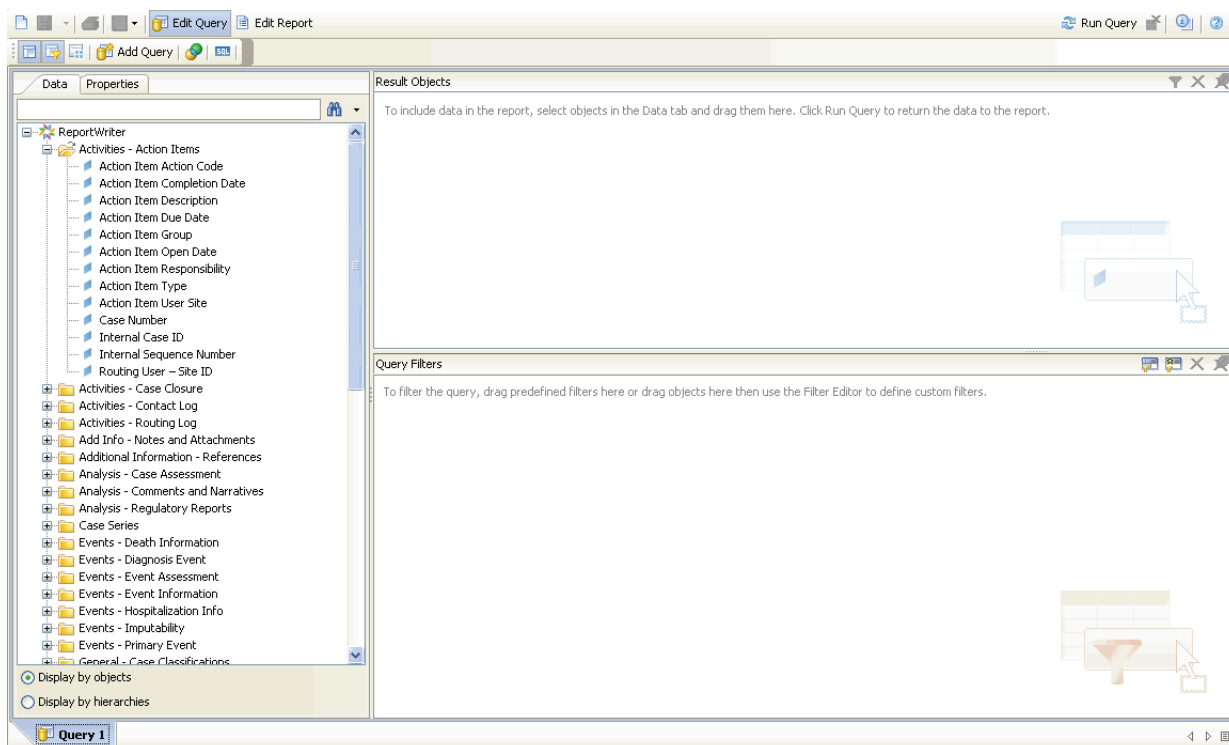 Edit Query Edit Report Run Query
Add Query SQL
Data Properties
ReportWriter
Activities - Action Items
Action Item Action Code
Action Item Completion Date
Action Item Description
Action Item Due Date
Action Item Group
Action Item Open Date
Action Item Responsibility
Action Item Type
Action Item User Site
Case Number
Internal Case ID
Internal Sequence Number
Routing User – Site ID
Activities - Case Closure
Activities - Contact Log
Activities - Routing Log
Add Info - Notes and Attachments
Additional Information - References
Analysis - Case Assessment
Analysis - Comments and Narratives
Analysis - Regulatory Reports
Case Series
Events - Death Information
Events - Diagnosis Event
Events - Event Assessment
Events - Event Information
Events - Hospitalization Info
Events - Imputability
Events - Primary Event
General - Case Classifications
Display by objects
Display by hierarchies
Result Objects
To include data in the report, select objects in the Data tab and drag them here. Click Run Query to return the data to the report.
Query Filters
To filter the query, drag predefined filters here or drag objects here then use the Filter Editor to define custom filters.
Query 1